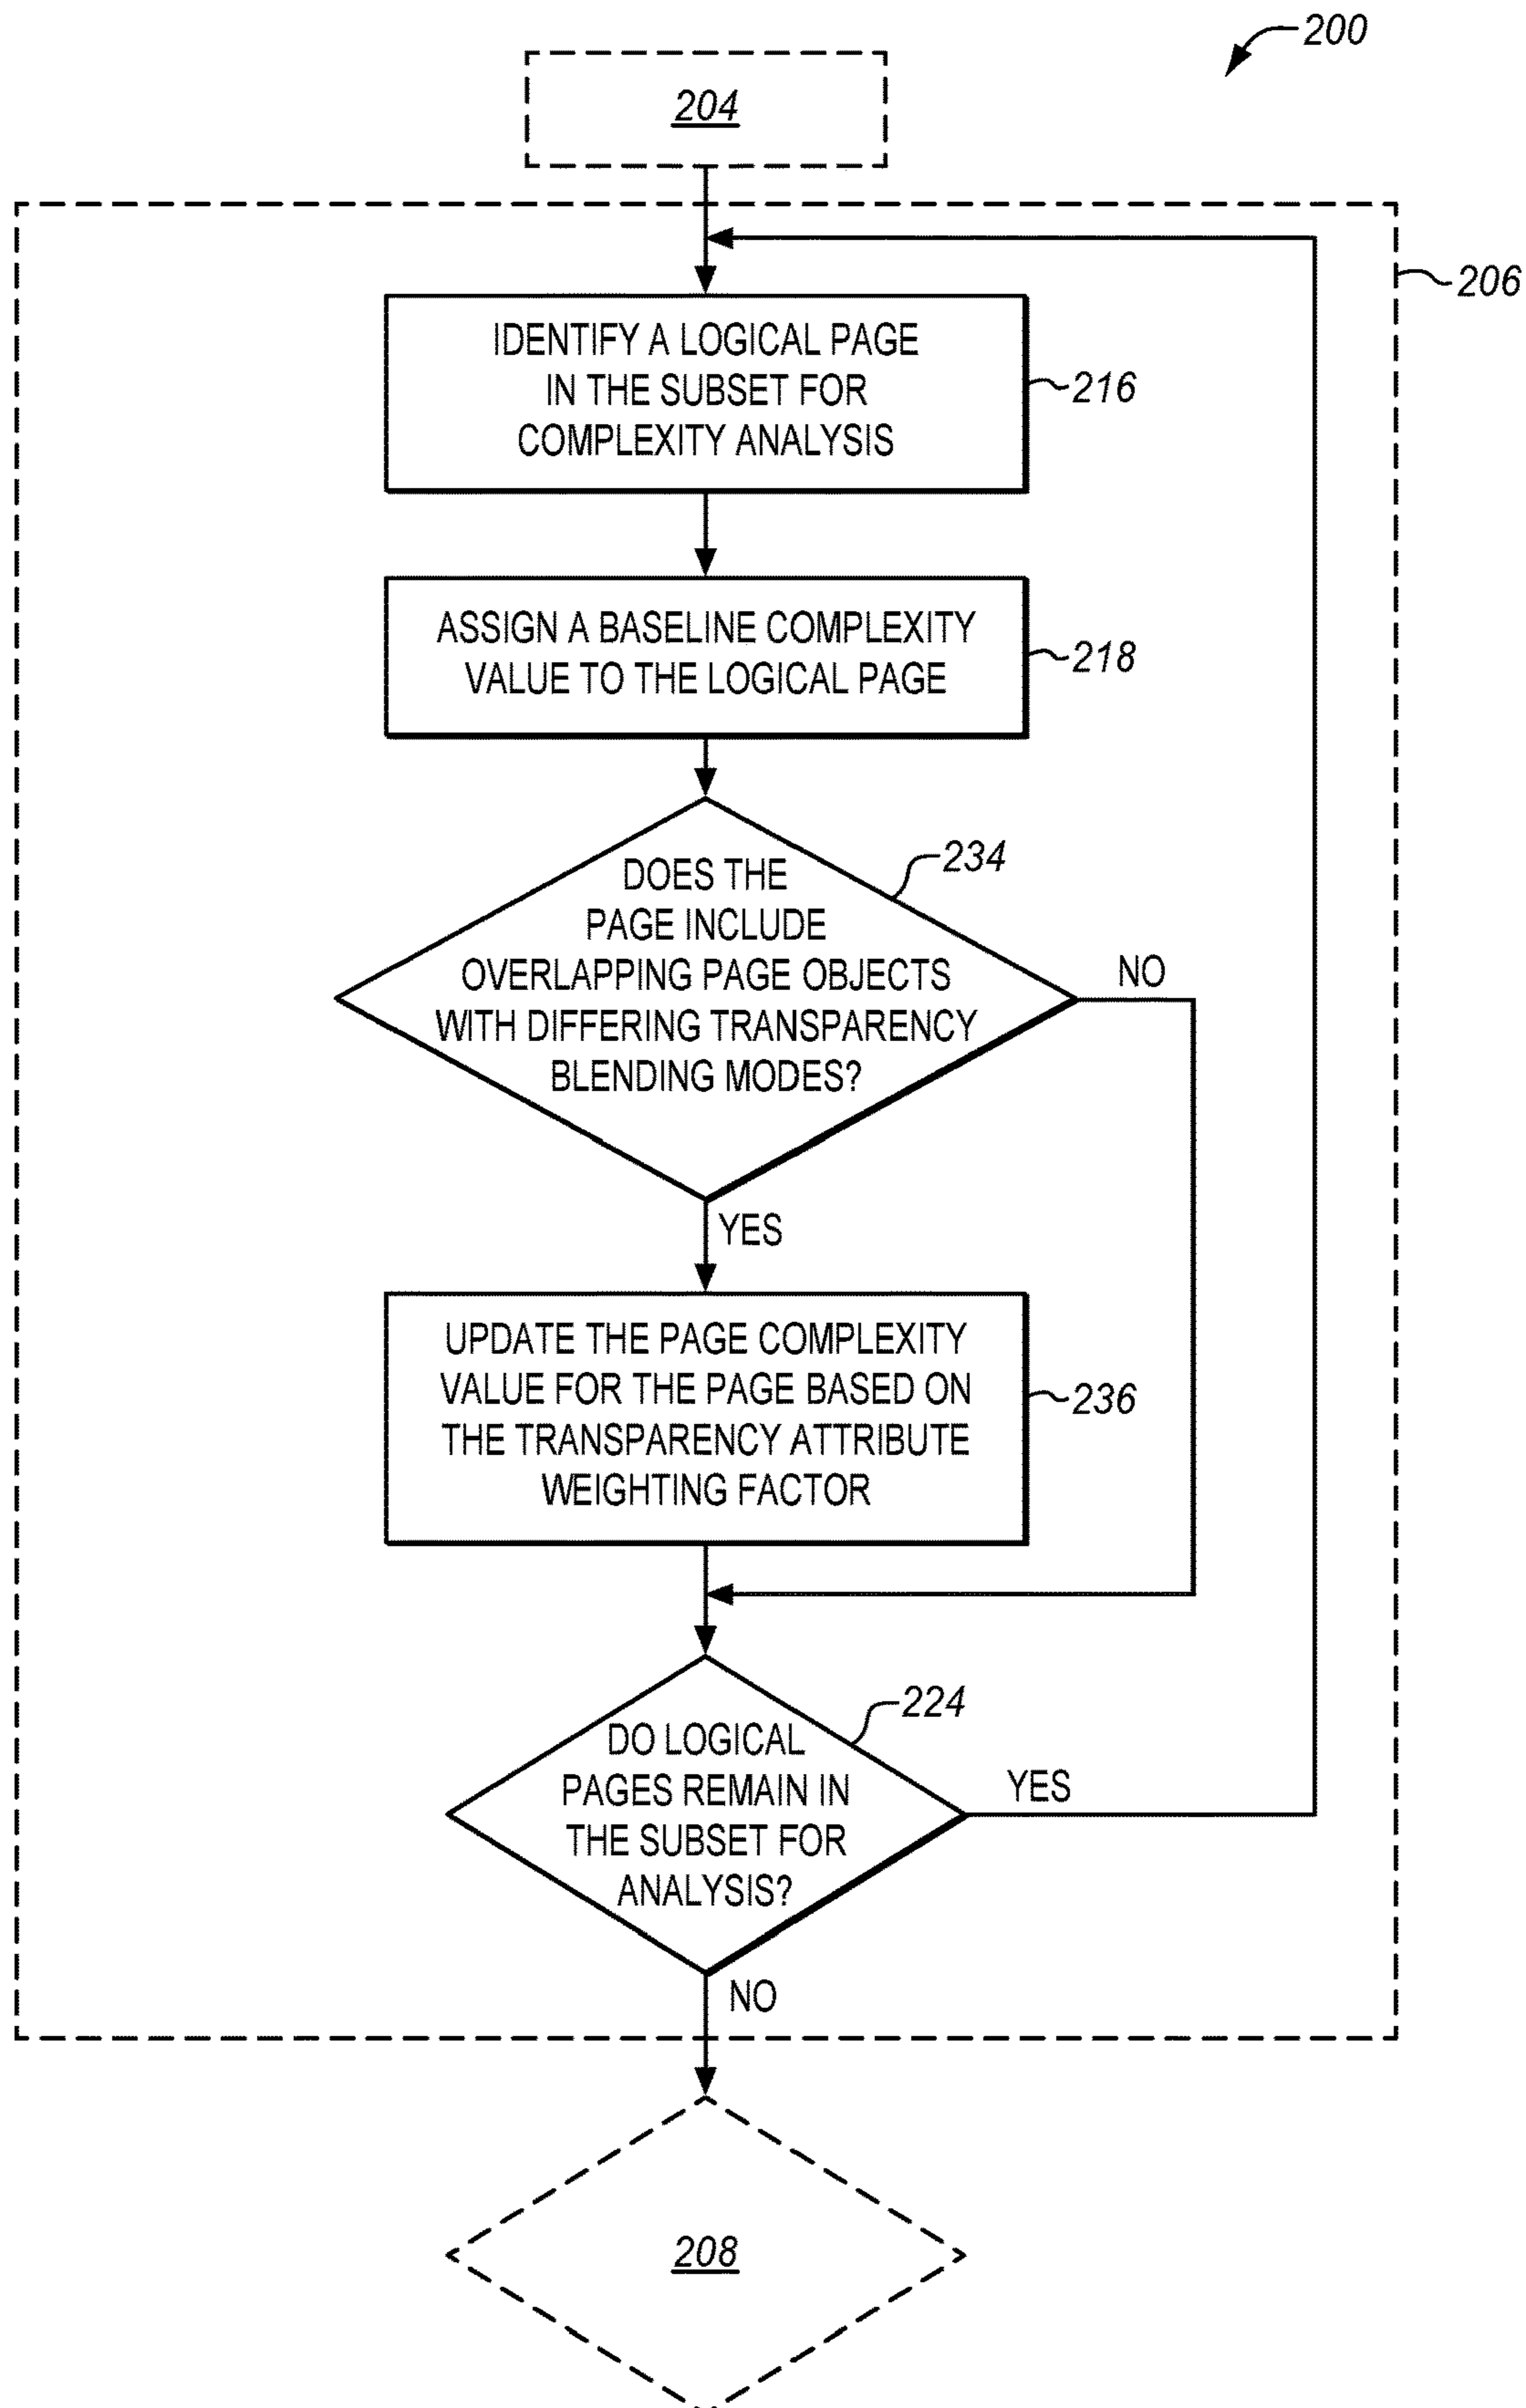 200
204
206
IDENTIFY A LOGICAL PAGE
IN THE SUBSET FOR
COMPLEXITY ANALYSIS
216
ASSIGN A BASELINE COMPLEXITY
VALUE TO THE LOGICAL PAGE
218
234
DOES THE
PAGE INCLUDE
OVERLAPPING PAGE OBJECTS
WITH DIFFERING TRANSPARENCY
BLENDING MODES?
NO
YES
UPDATE THE PAGE COMPLEXITY
VALUE FOR THE PAGE BASED ON
THE TRANSPARENCY ATTRIBUTE
WEIGHTING FACTOR
236
224
DO LOGICAL
PAGES REMAIN IN
THE SUBSET FOR
ANALYSIS?
YES
NO
208